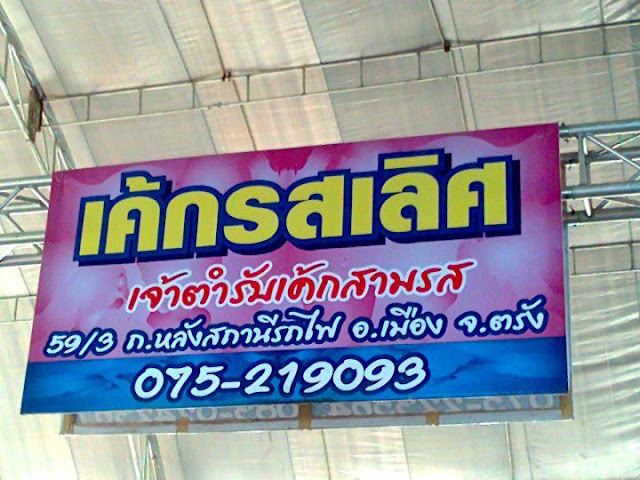 เค้กรสเลิศ
เจ้าตำรับเค้กสามรส
59/3 ถ.หลังสถานีรถไฟ อ.เมือง จ.ตรัง
075-219093